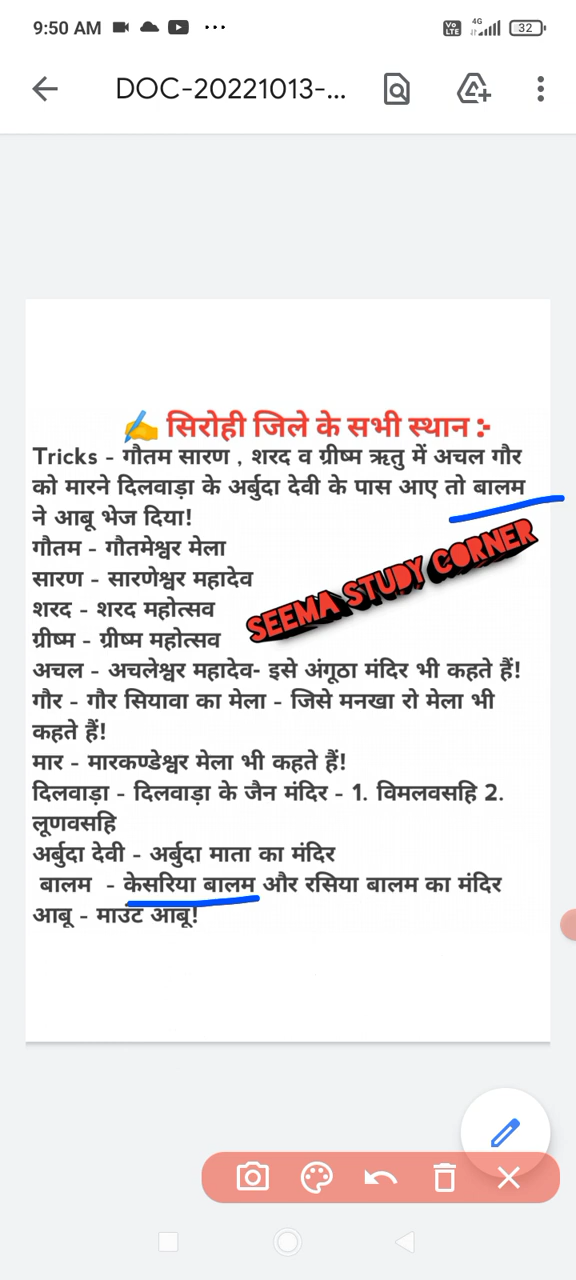 9:50 AM ...
Vo LTE 4G 32
DOC-20221013-...
✍ सिरोही जिले के सभी स्थान :-
Tricks - गौतम सारण , शरद व ग्रीष्म ऋतु में अचल गौर
को मारने दिलवाड़ा के अर्बुदा देवी के पास आए तो बालम
ने आबू भेज दिया!
गौतम - गौतमेश्वर मेला
सारण - सारणेश्वर महादेव
शरद - शरद महोत्सव
ग्रीष्म - ग्रीष्म महोत्सव
SEEMA STUDY CORNER
अचल - अचलेश्वर महादेव- इसे अंगूठा मंदिर भी कहते हैं!
गौर - गौर सियावा का मेला - जिसे मनखा रो मेला भी
कहते हैं!
मार - मारकण्डेश्वर मेला भी कहते हैं!
दिलवाड़ा - दिलवाड़ा के जैन मंदिर - 1. विमलवसहि 2.
लूणवसहि
अर्बुदा देवी - अर्बुदा माता का मंदिर
बालम - केसरिया बालम और रसिया बालम का मंदिर
आबू - माउंट आबू!